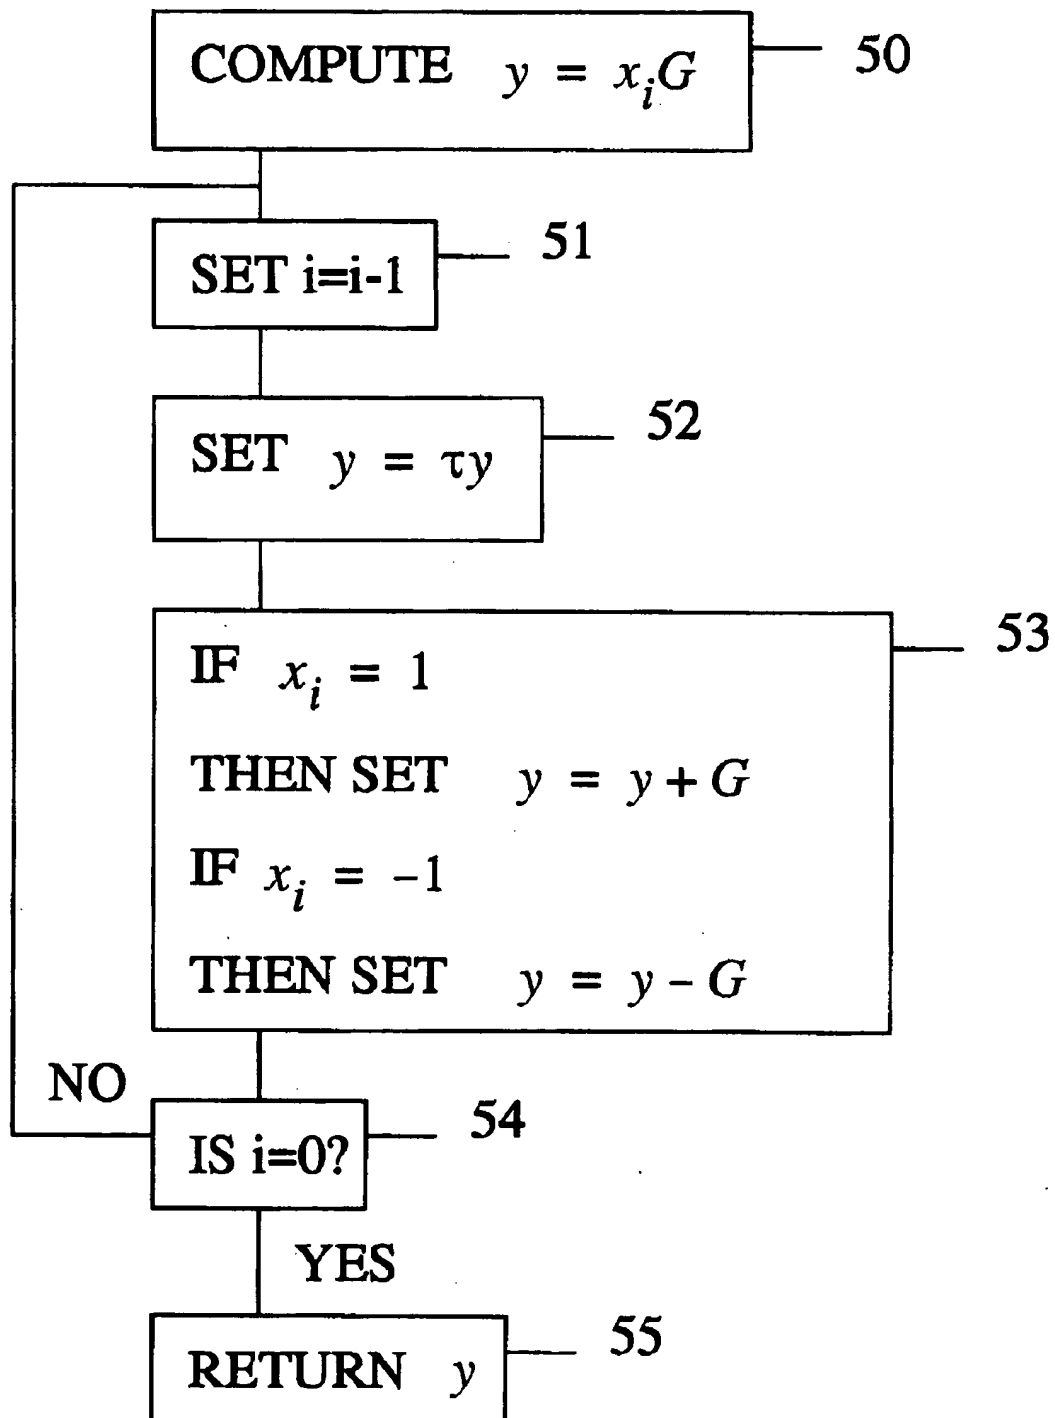 COMPUTE y = x_i G 50
SET i=i-1 51
SET y = τy 52
IF x_i = 1 53
THEN SET y = y + G
IF x_i = −1
THEN SET y = y − G
NO
IS i=0? 54
YES
RETURN y 55